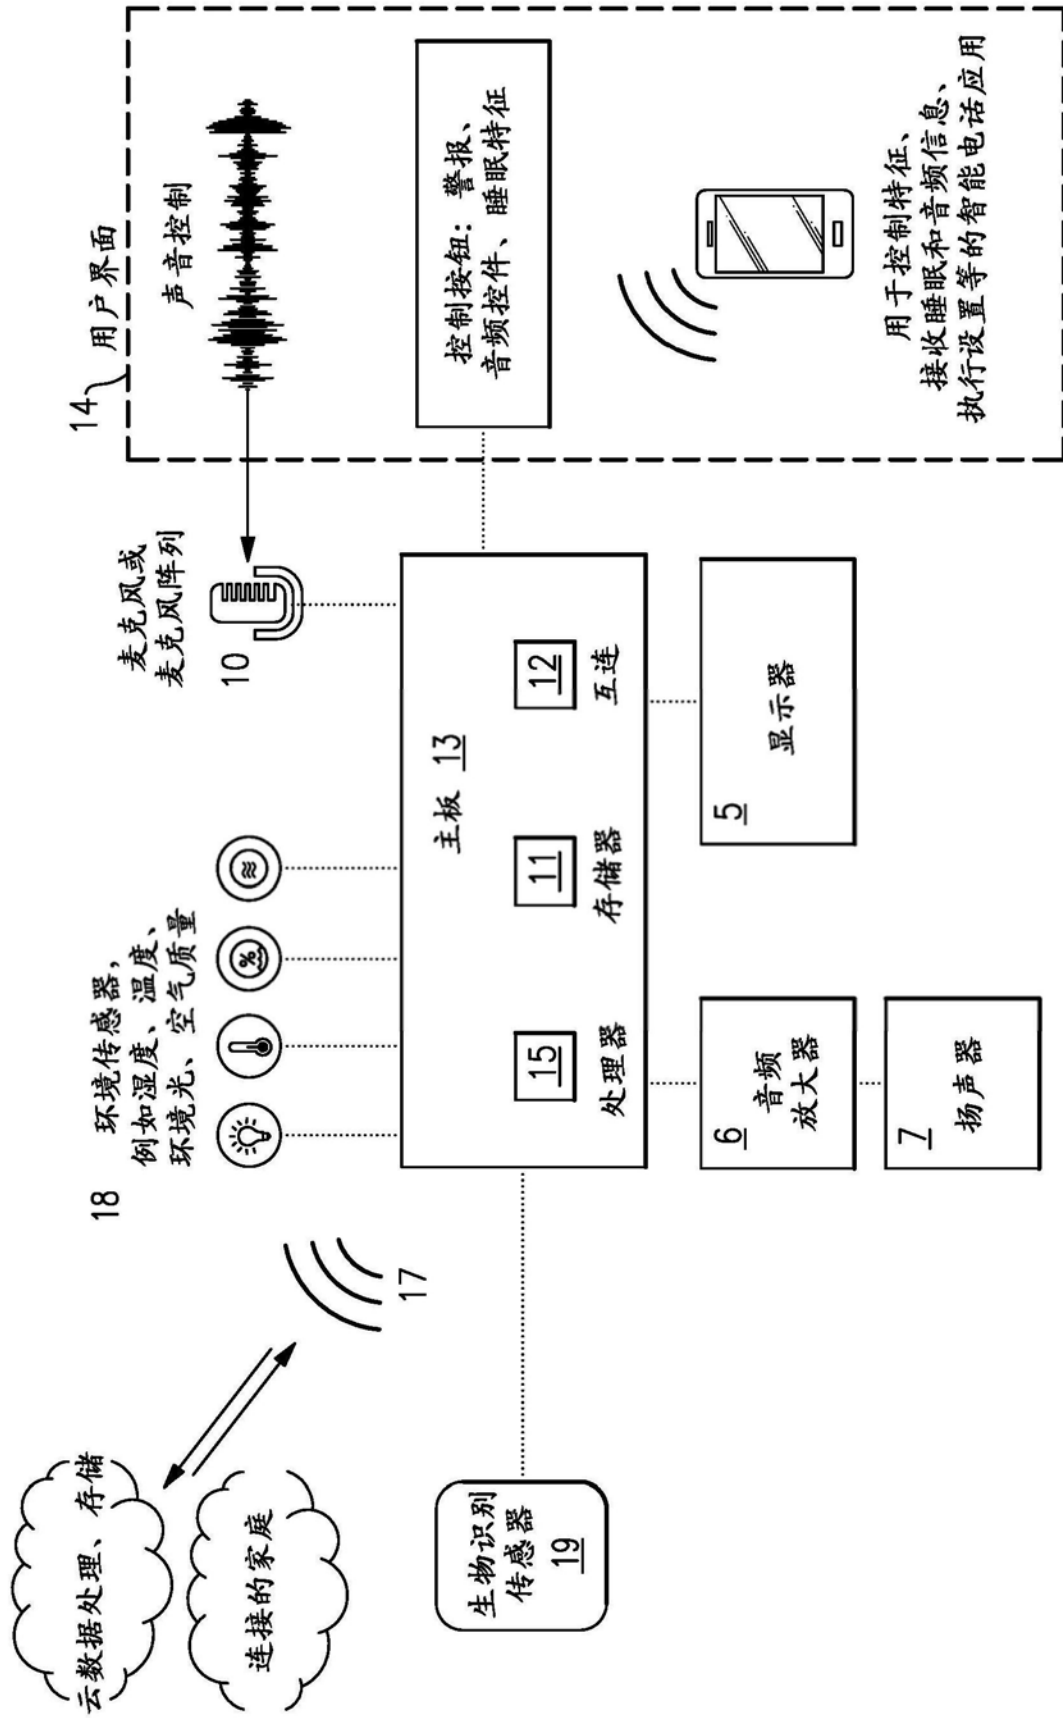 云数据处理、存储
连接的家庭
17
18
环境传感器,
例如湿度、温度、
环境光、空气质量
%
麦克风或
麦克风阵列
10
14
用户界面
声音控制
控制按钮：警报、
音频控件、睡眠特征
用于控制特征、
接收睡眠和音频信息、
执行设置等的智能电话应用
生物识别
传感器
19
主板 13
15
处理器
11
存储器
12
互连
6
音频
放大器
7
扬声器
5
显示器